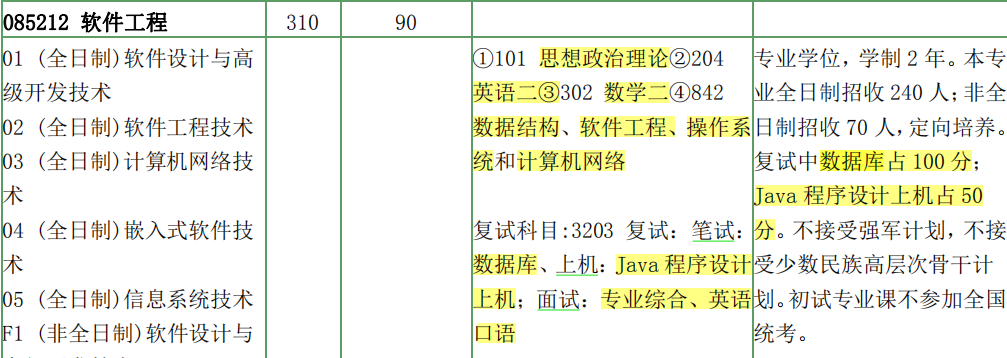 085212 软件工程 310 90
01 (全日制)软件设计与高
级开发技术
02 (全日制)软件工程技术
03 (全日制)计算机网络技
术
04 (全日制)嵌入式软件技
术
05 (全日制)信息系统技术
F1 (非全日制)软件设计与
①101 思想政治理论②204
英语二③302 数学二④842
数据结构、软件工程、操作系
统和计算机网络
复试科目:3203 复试：笔试：
数据库、上机：Java 程序设计
上机；面试：专业综合、英语
口语
专业学位，学制 2 年。本专
业全日制招收 240 人；非全
日制招收 70 人，定向培养。
复试中数据库占 100 分；
Java 程序设计上机占 50
分。不接受强军计划，不接
受少数民族高层次骨干计
划。初试专业课不参加全国
统考。